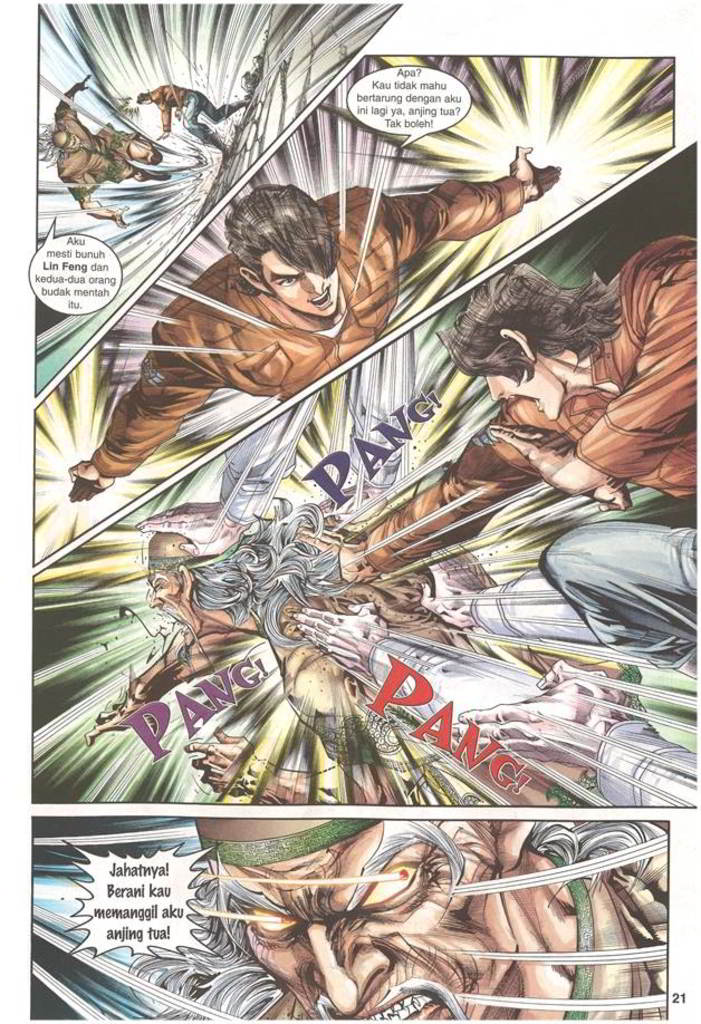 Aku
mesti bunuh
Lin Feng dan
kedua-dua orang
budak mentah
itu.
Apa?
Kau tidak mahu
bertarung dengan aku
ini lagi ya, anjing tua?
Tak boleh!
PANG!
PANG!
PANG!
Jahatnya!
Berani kau
memanggil aku
anjing tua!
21